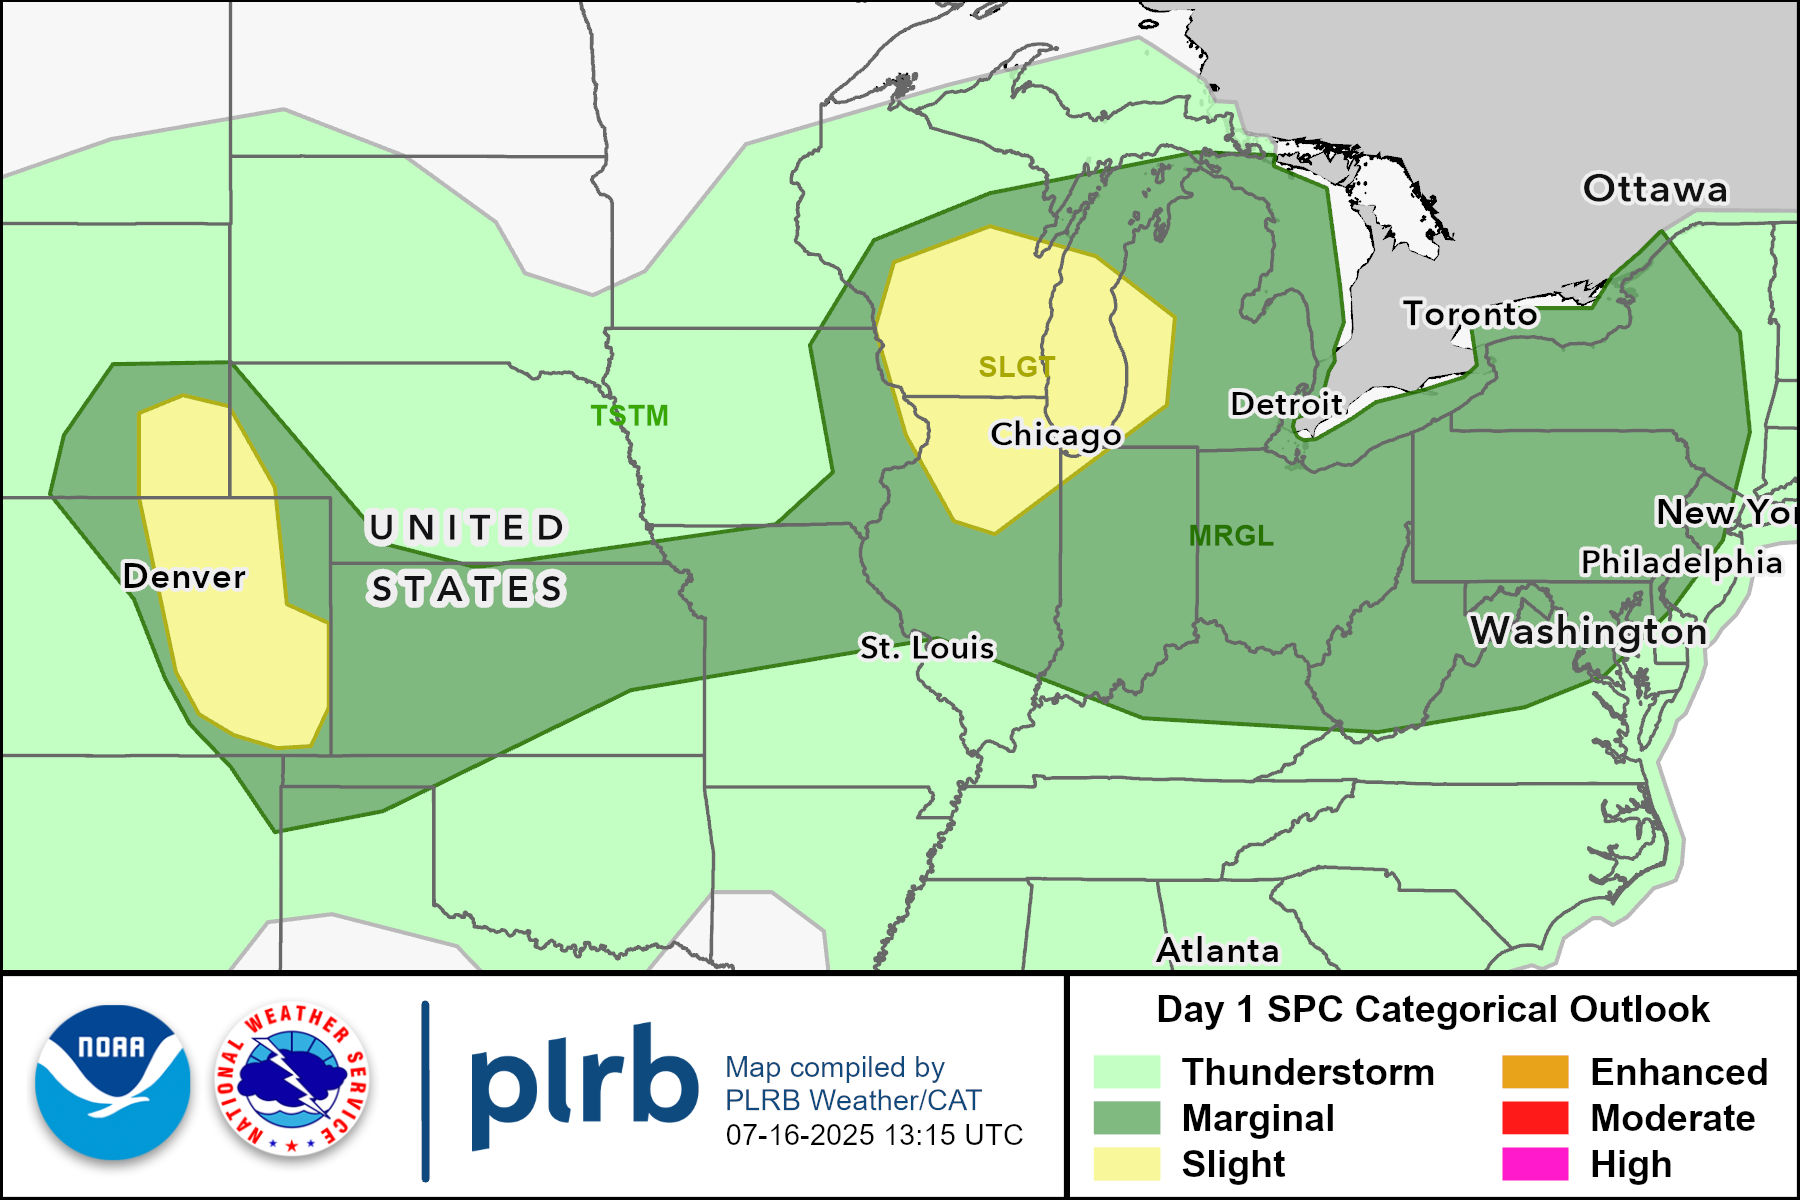 Ottawa
Toronto
SLGT
Detroit
TSTM
Chicago
UNITED
New Yor
MRGL
Philadelphia
Denver
STATES
Washington
St. Louis
Atlanta
NOAA
NATIONAL WEATHER SERVICE
plrb
Map compiled by
PLRB Weather/CAT
07-16-2025 13:15 UTC
Day 1 SPC Categorical Outlook
Thunderstorm
Marginal
Slight
Enhanced
Moderate
High